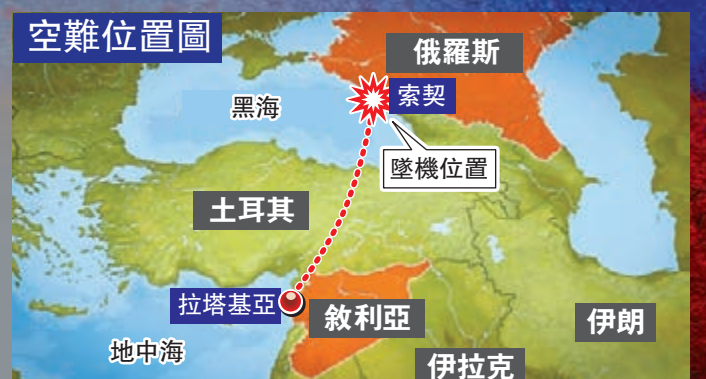 空難位置圖
俄羅斯
索契
黑海
墜機位置
土耳其
拉塔基亞
敘利亞
伊朗
地中海
伊拉克